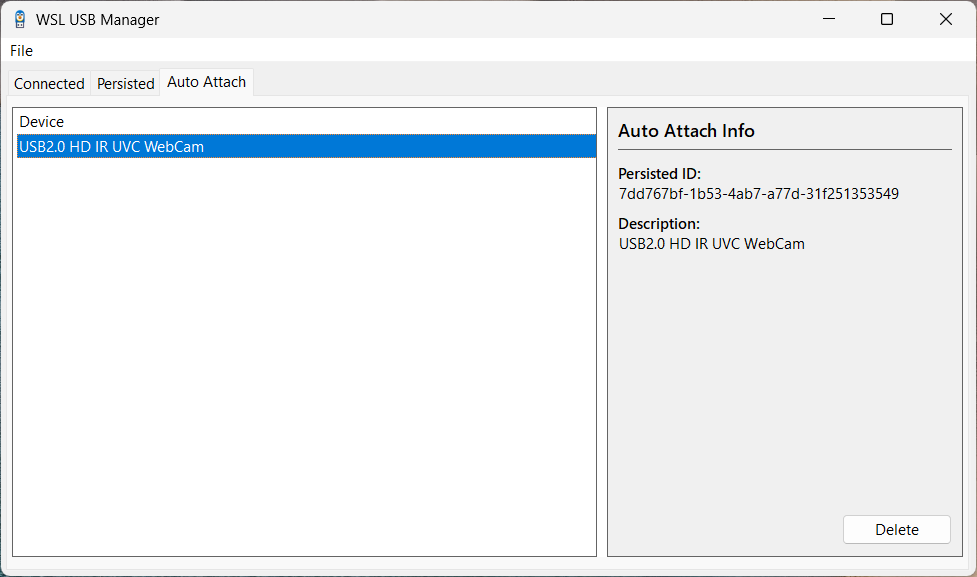 WSL USB Manager
File
Connected Persisted Auto Attach
Device
USB2.0 HD IR UVC WebCam
Auto Attach Info
Persisted ID:
7dd767bf-1b53-4ab7-a77d-31f251353549
Description:
USB2.0 HD IR UVC WebCam
Delete